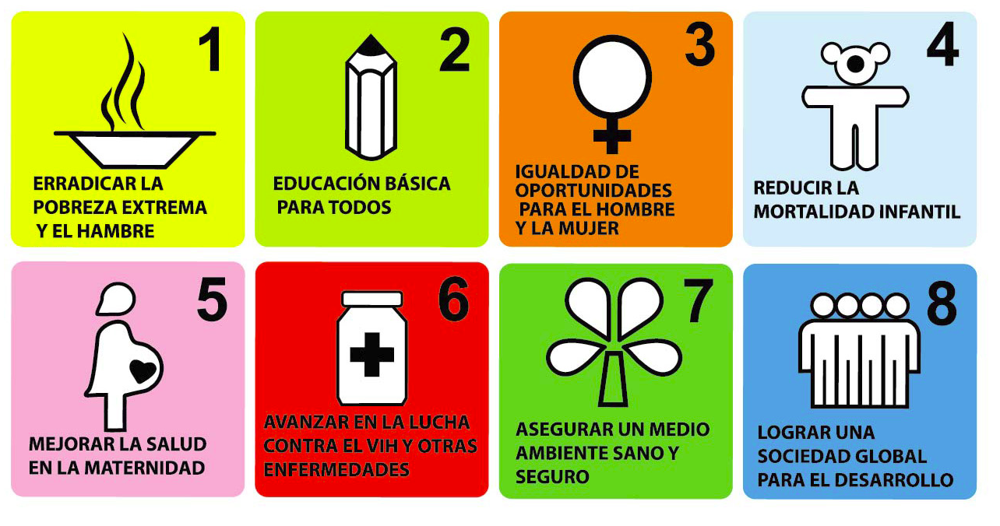 1
ERRADICAR LA
POBREZA EXTREMA
Y EL HAMBRE
2
EDUCACIÓN BÁSICA
PARA TODOS
3
IGUALDAD DE
OPORTUNIDADES
PARA EL HOMBRE
Y LA MUJER
4
REDUCIR LA
MORTALIDAD INFANTIL
5
MEJORAR LA SALUD
EN LA MATERNIDAD
6
AVANZAR EN LA LUCHA
CONTRA EL VIH Y OTRAS
ENFERMEDADES
7
ASEGURAR UN MEDIO
AMBIENTE SANO Y
SEGURO
8
LOGRAR UNA
SOCIEDAD GLOBAL
PARA EL DESARROLLO